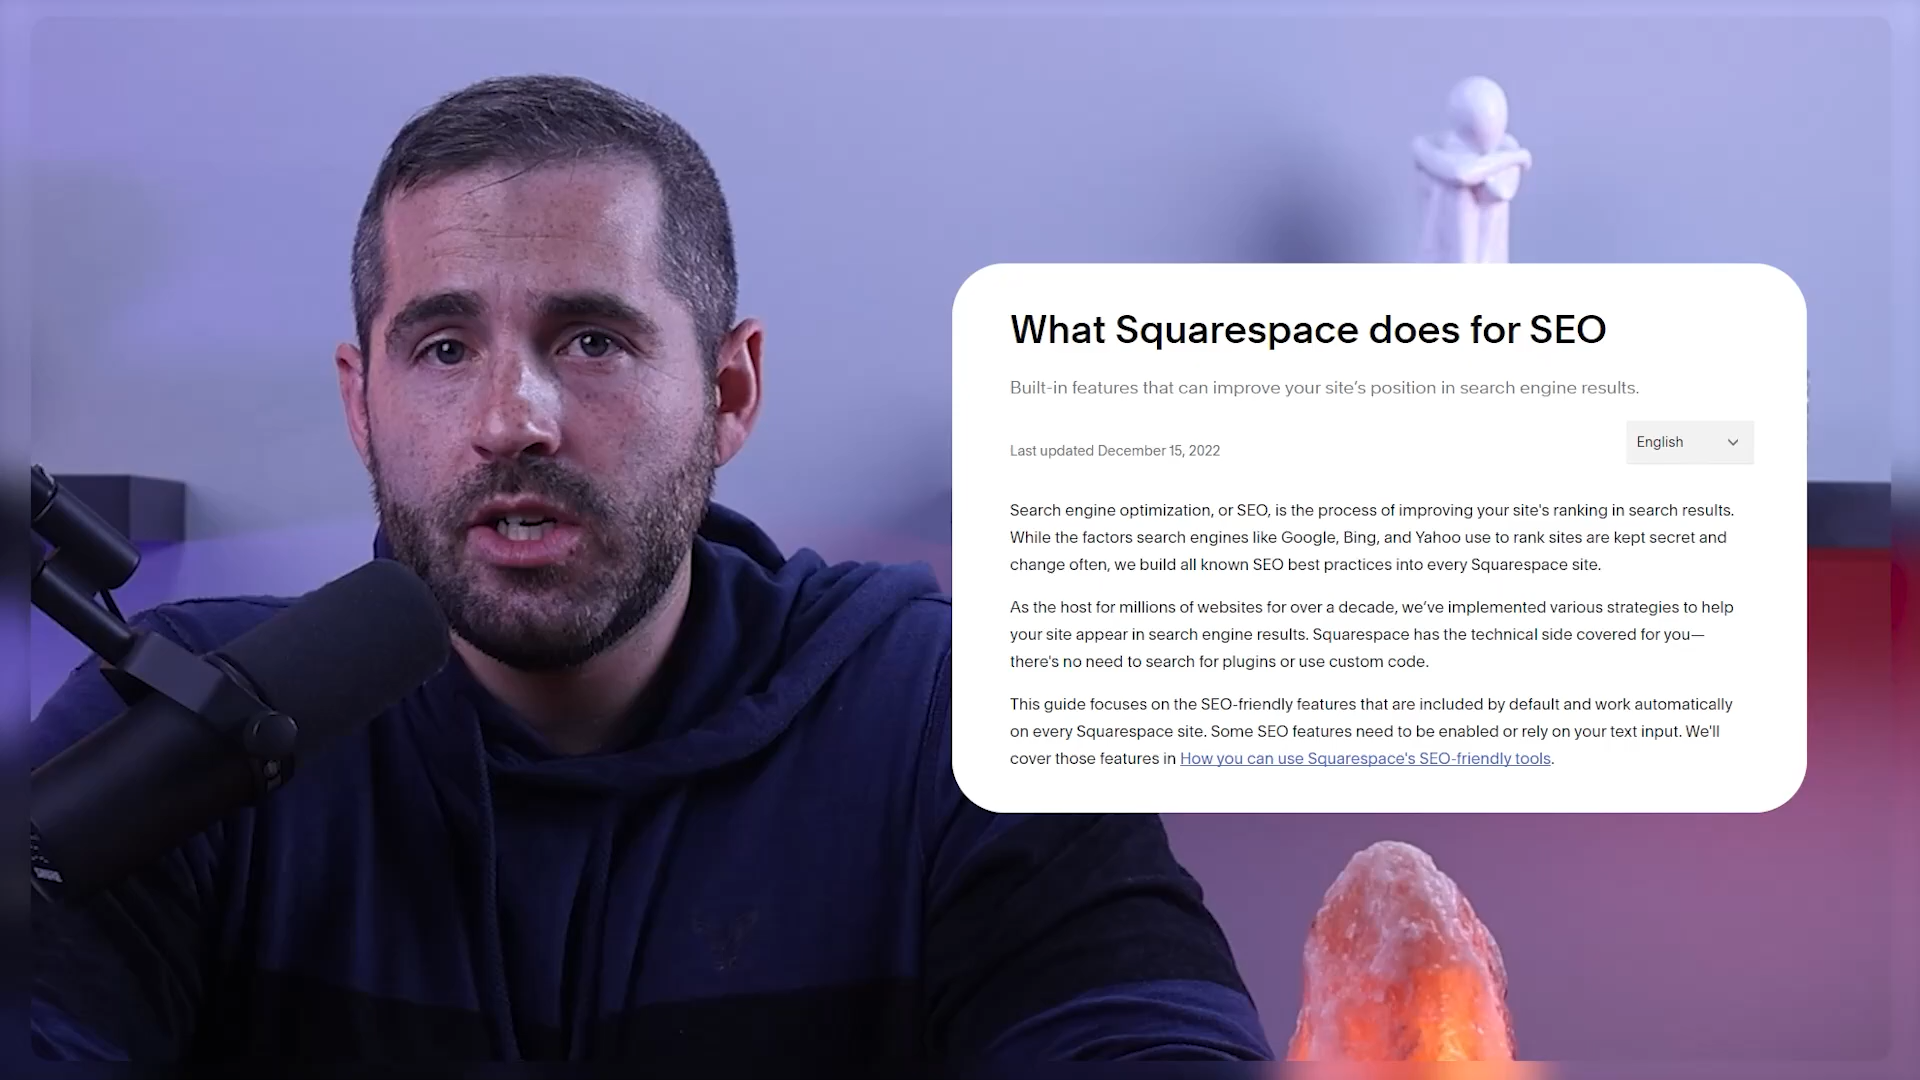 What Squarespace does for SEO
Built-in features that can improve your site's position in search engine results.
English
Last updated December 15, 2022
Search engine optimization, or SEO, is the process of improving your site's ranking in search results.
While the factors search engines like Google, Bing, and Yahoo use to rank sites are kept secret and
change often, we build all known SEO best practices into every Squarespace site.
As the host for millions of websites for over a decade, we’ve implemented various strategies to help
your site appear in search engine results. Squarespace has the technical side covered for you—
there's no need to search for plugins or use custom code.
This guide focuses on the SEO-friendly features that are included by default and work automatically
on every Squarespace site. Some SEO features need to be enabled or rely on your text input. We'll
cover those features in How you can use Squarespace's SEO-friendly tools.